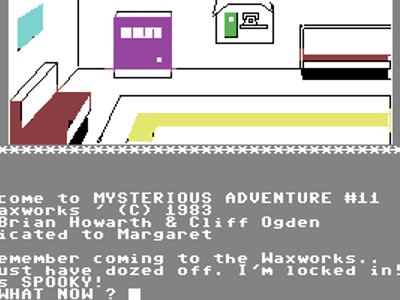 come to MYSTERIOUS ADVENTURE #11
axworks (C) 1983
Brian Howarth & Cliff Ogden
icated to Margaret
emember coming to the Waxworks..
ust have dozed off. I'm locked in!
s SPOOKY!
WHAT NOW ?